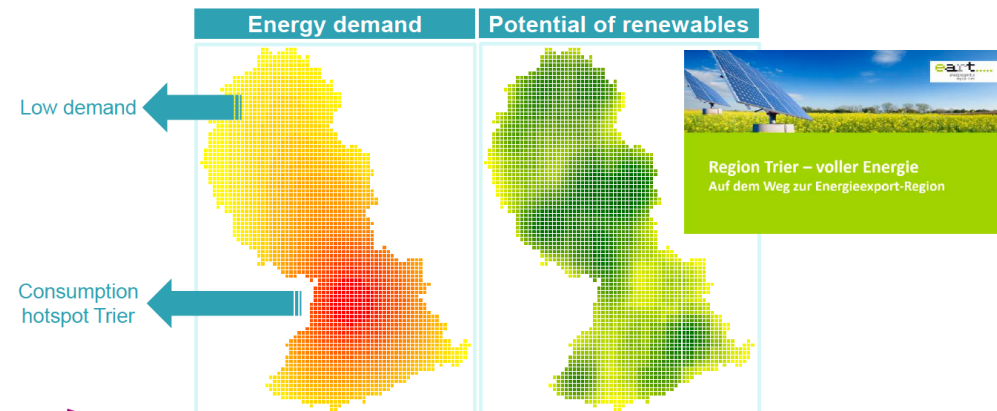 Energy demand
Potential of renewables
Low demand
Consumption
hotspot Trier
Region Trier – voller Energie
Auf dem Weg zur Energieexport-Region